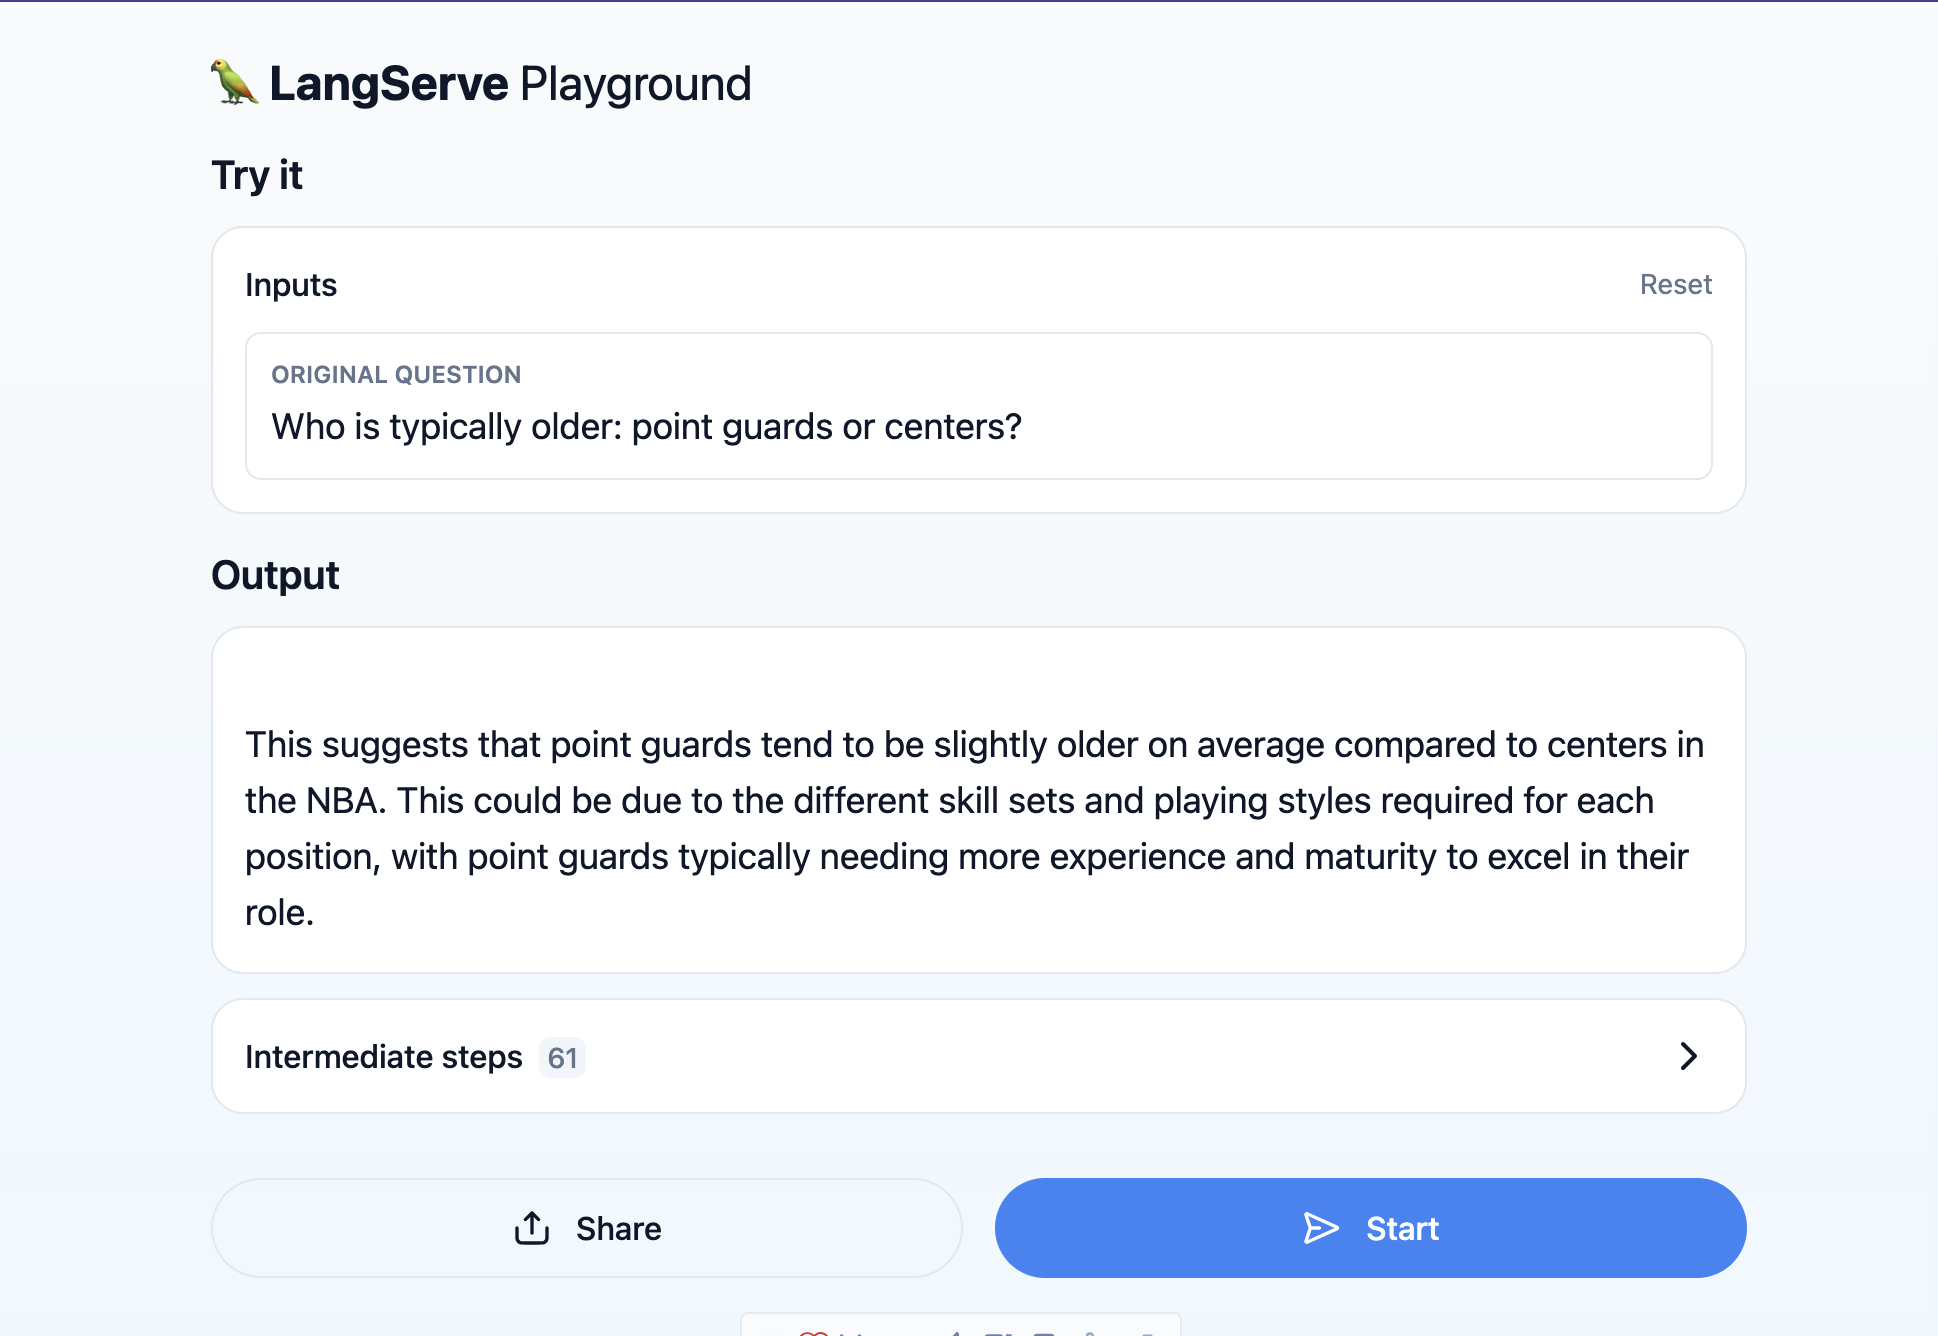 LangServe Playground
Try it
Inputs
Reset
ORIGINAL QUESTION
Who is typically older: point guards or centers?
Output
This suggests that point guards tend to be slightly older on average compared to centers in
the NBA. This could be due to the different skill sets and playing styles required for each
position, with point guards typically needing more experience and maturity to excel in their
role.
Intermediate steps 61
Share
Start